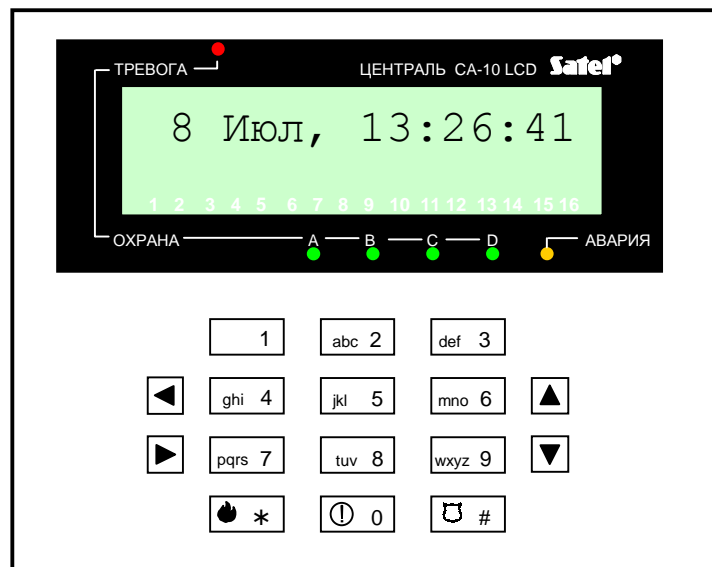 ТРЕВОГА
ЦЕНТРАЛЬ CA-10 LCD Satel®
8 Июл, 13:26:41
1 2 3 4 5 6 7 8 9 10 11 12 13 14 15 16
ОХРАНА A B C D АВАРИЯ
1 abc 2 def 3
ghi 4 jkl 5 mno 6
pqrs 7 tuv 8 wxyz 9
* 0 #